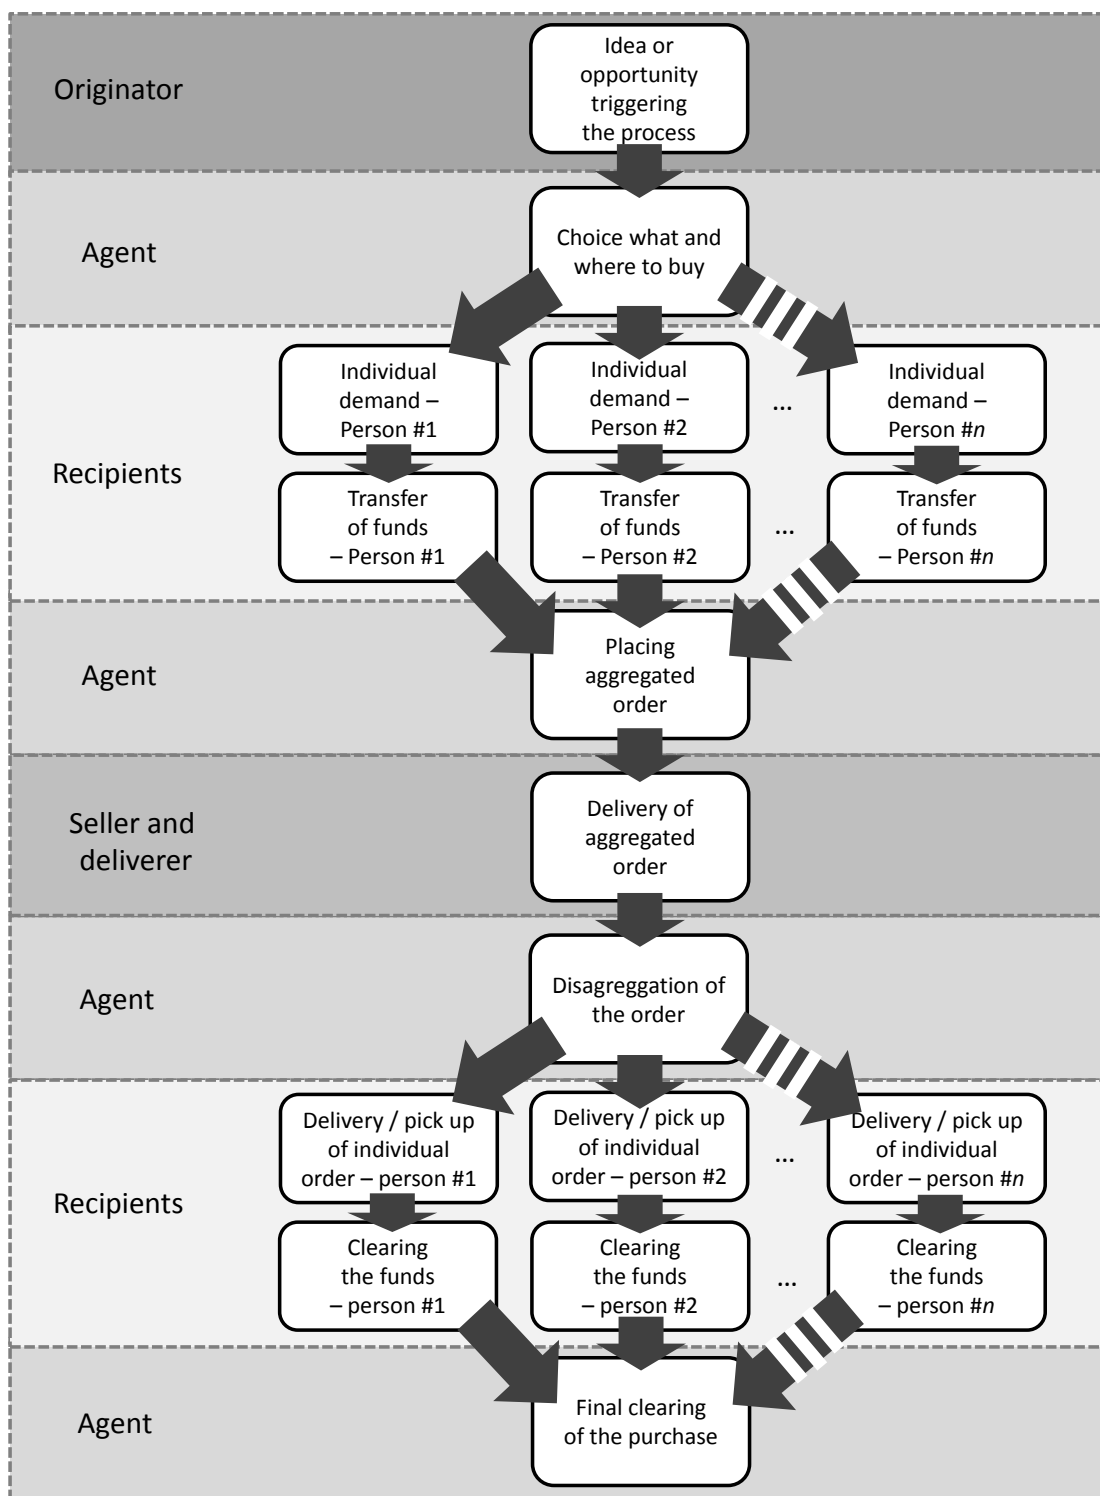 Originator
Idea or
opportunity
triggering
the process
Agent
Choice what and
where to buy
Recipients
Individual
demand –
Person #1
Individual
demand –
Person #2
...
Individual
demand –
Person #n
Transfer
of funds
– Person #1
Transfer
of funds
– Person #2
...
Transfer
of funds
– Person #n
Agent
Placing
aggregated
order
Seller and
deliverer
Delivery of
aggregated
order
Agent
Disagreggation of
the order
Recipients
Delivery / pick up
of individual
order – person #1
Delivery / pick up
of individual
order – person #2
...
Delivery / pick up
of individual
order – person #n
Clearing
the funds
– person #1
Clearing
the funds
– person #2
...
Clearing
the funds
– person #n
Agent
Final clearing
of the purchase